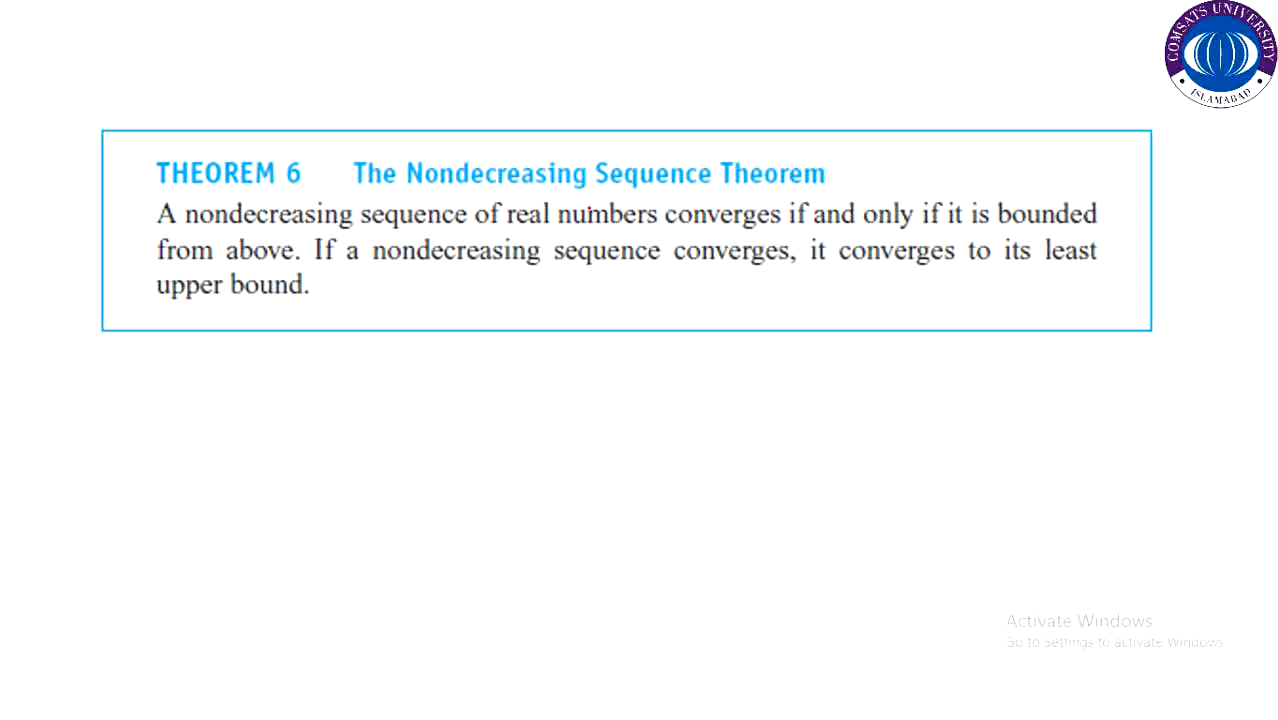 COMSATS UNIVERSITY
ISLAMABAD
THEOREM 6 The Nondecreasing Sequence Theorem
A nondecreasing sequence of real numbers converges if and only if it is bounded
from above. If a nondecreasing sequence converges, it converges to its least
upper bound.
Activate Windows
Go to Settings to activate Windows